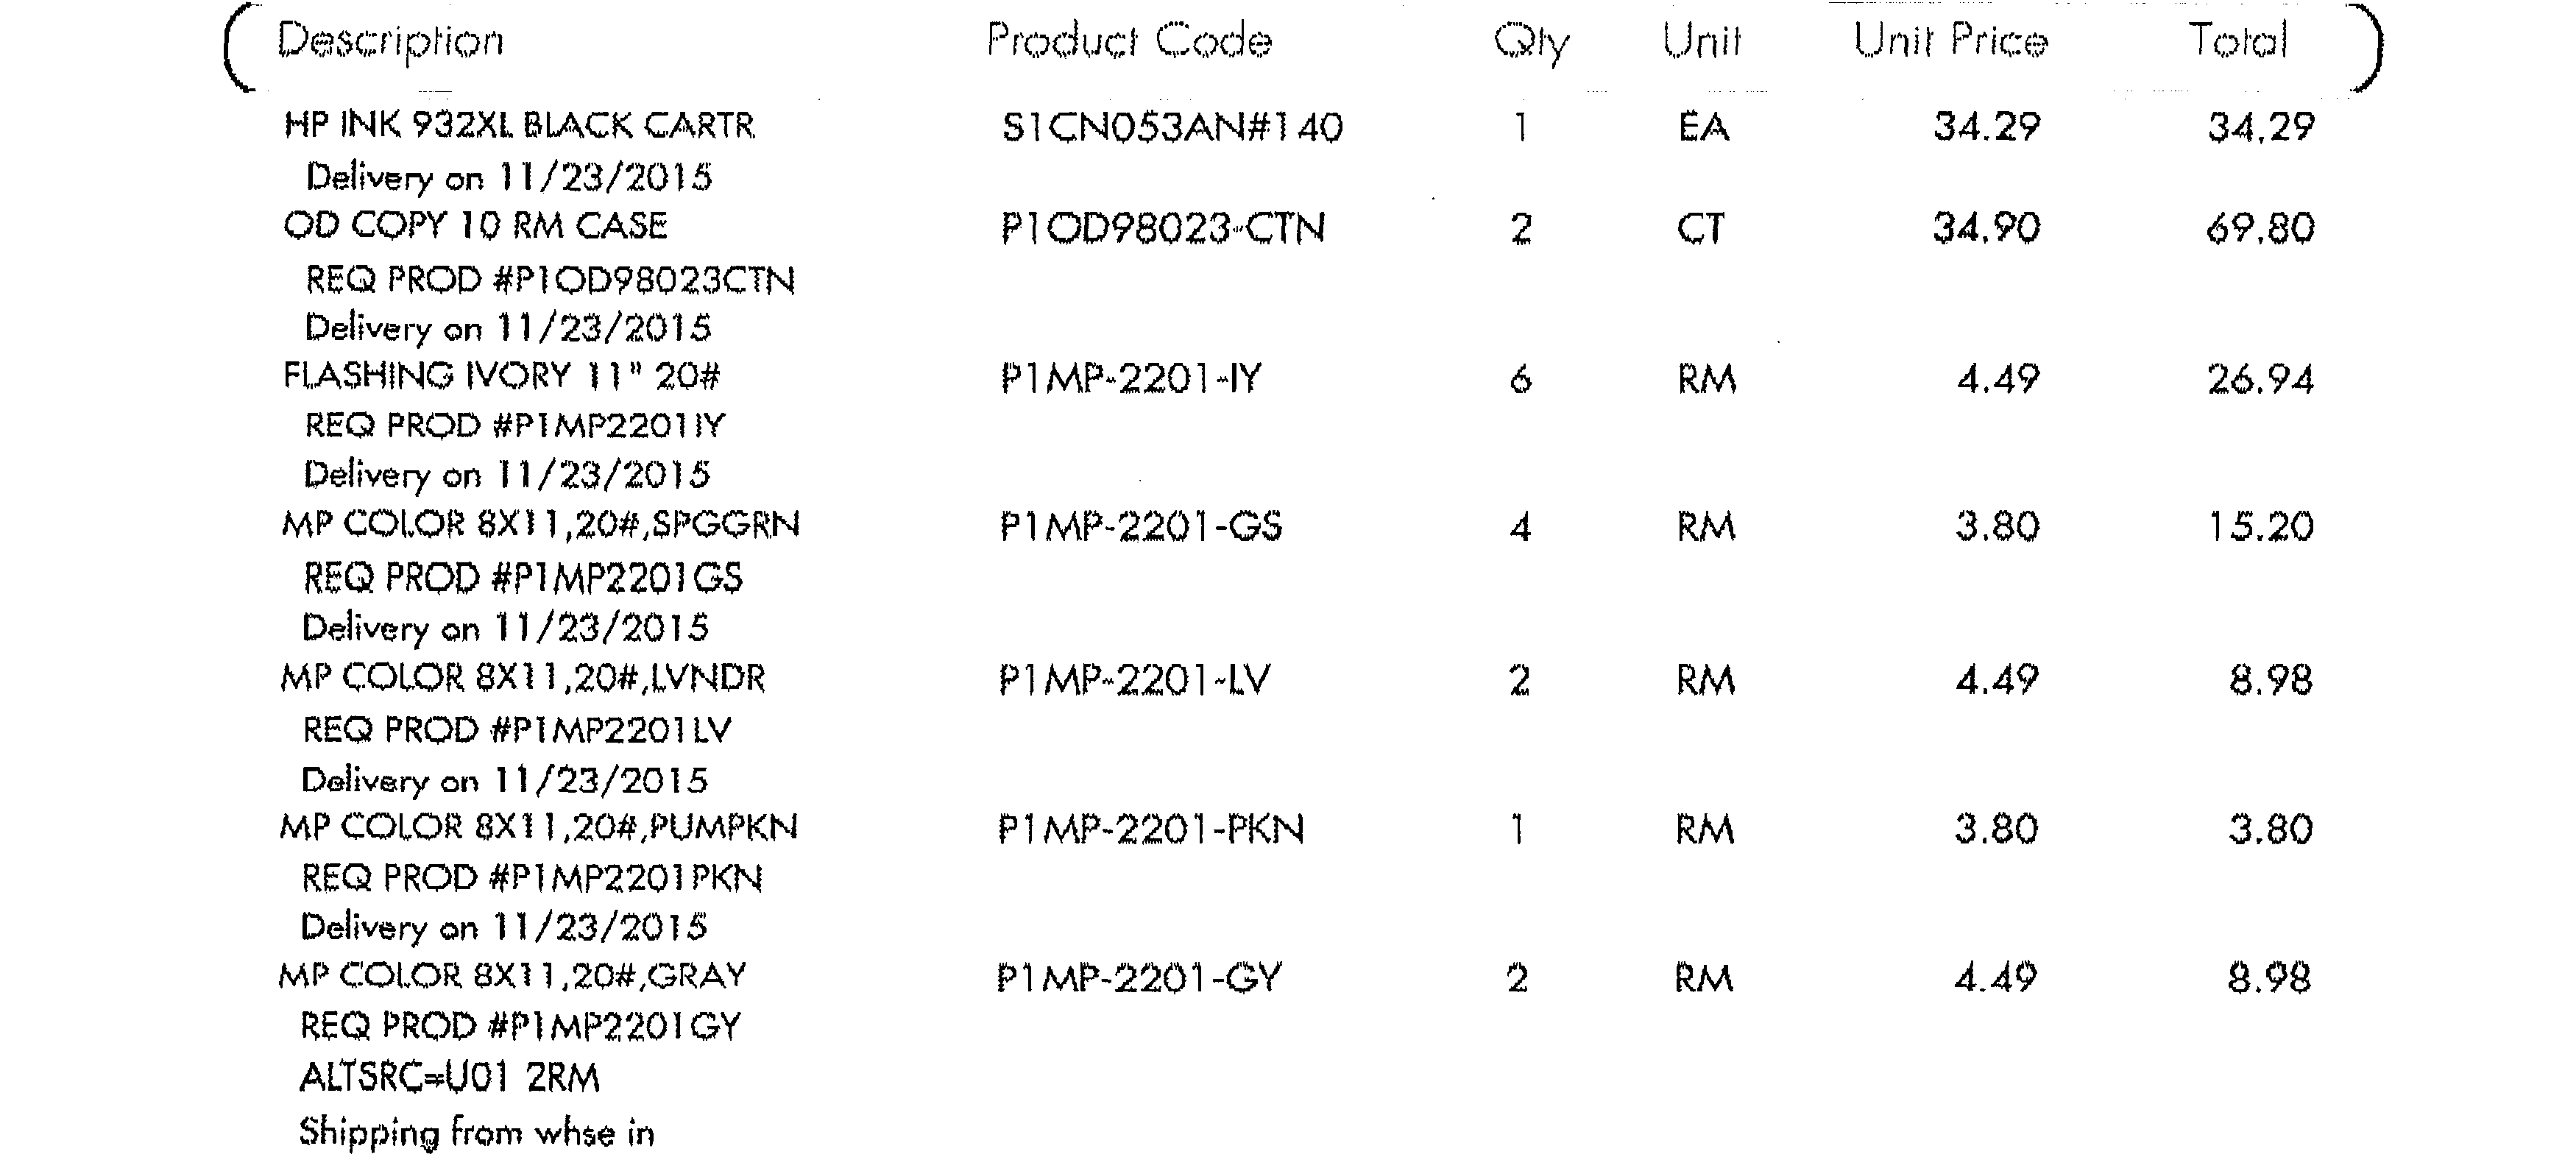 Description Product Code Qty Unit Unit Price Total
HP INK 932XL BLACK CARTR S1CN053AN#140 1 EA 34.29 34.29
Delivery on 11/23/2015
OD COPY 10 RM CASE P1OD98023-CTN 2 CT 34.90 69.80
REQ PROD #P1OD98023CTN
Delivery on 11/23/2015
FLASHING IVORY 11" 20# P1MP-2201-IY 6 RM 4.49 26.94
REQ PROD #P1MP2201IY
Delivery on 11/23/2015
MP COLOR 8X11,20#,SPGGRN P1MP-2201-GS 4 RM 3.80 15.20
REQ PROD #P1MP2201GS
Delivery on 11/23/2015
MP COLOR 8X11,20#,LVNDR P1MP-2201-LV 2 RM 4.49 8.98
REQ PROD #P1MP2201LV
Delivery on 11/23/2015
MP COLOR 8X11,20#,PUMPKN P1MP-2201-PKN 1 RM 3.80 3.80
REQ PROD #P1MP2201PKN
Delivery on 11/23/2015
MP COLOR 8X11,20#,GRAY P1MP-2201-GY 2 RM 4.49 8.98
REQ PROD #P1MP2201GY
ALTSRC=U01 2RM
Shipping from whse in